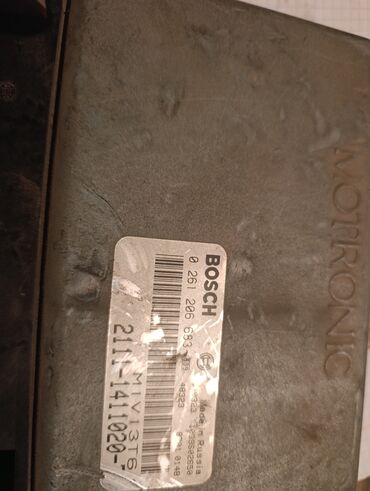 MOTRONIC
BOSCH
0 261 206 683
Made in Russia
2111-1411020-
M1V13T6